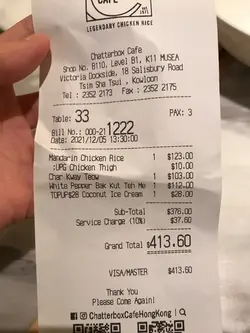 CAFE
LEGENDARY CHICKEN RICE
Chatterbox Cafe
Shop No. B110, Level B1, K11 MUSEA
Victoria Dockside, 18 Salisbury Road
Tsim Sha Tsui , Kowloon
Tel : 2352 2173 Fax : 2352 2175
Table: 33 PAX: 3
Bill No.: 000-211222
Date: 2021/12/05 13:30:00
Mandarin Chicken Rice 1 $123.00
:UPG Chicken Thigh $10.00
Char Kway Teow 1 $103.00
White Pepper Bak Kut Teh Me 1 $112.00
TOPUP$28 Coconut Ice Cream 1 $28.00
Sub-Total $376.00
Service Charge (10%) $37.60
Grand Total $413.60
VISA/MASTER $413.60
Thank You
Please Come Again!
@ChatterboxCafeHongKong